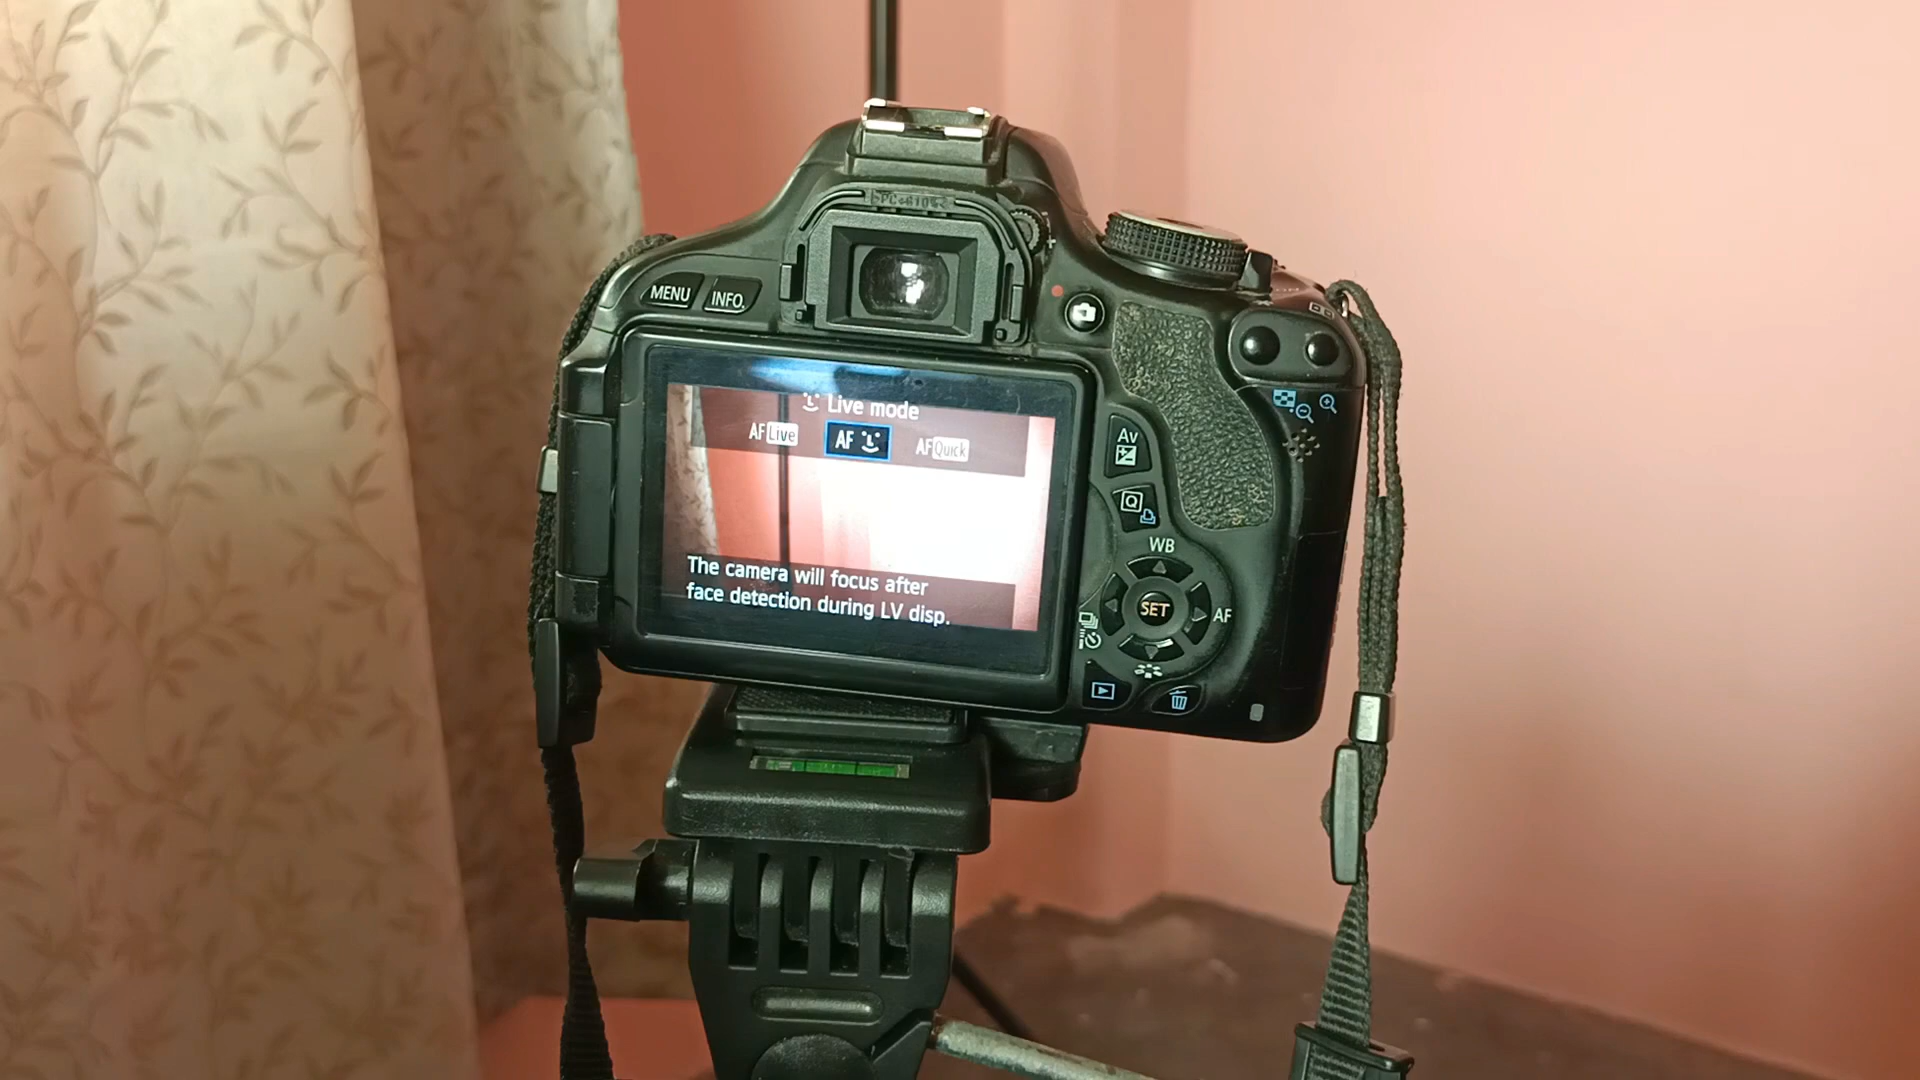 MENU
INFO.
Live mode
AF Live
AF
AF Quick
The camera will focus after
face detection during LV disp.
Av
Q
WB
SET
AF